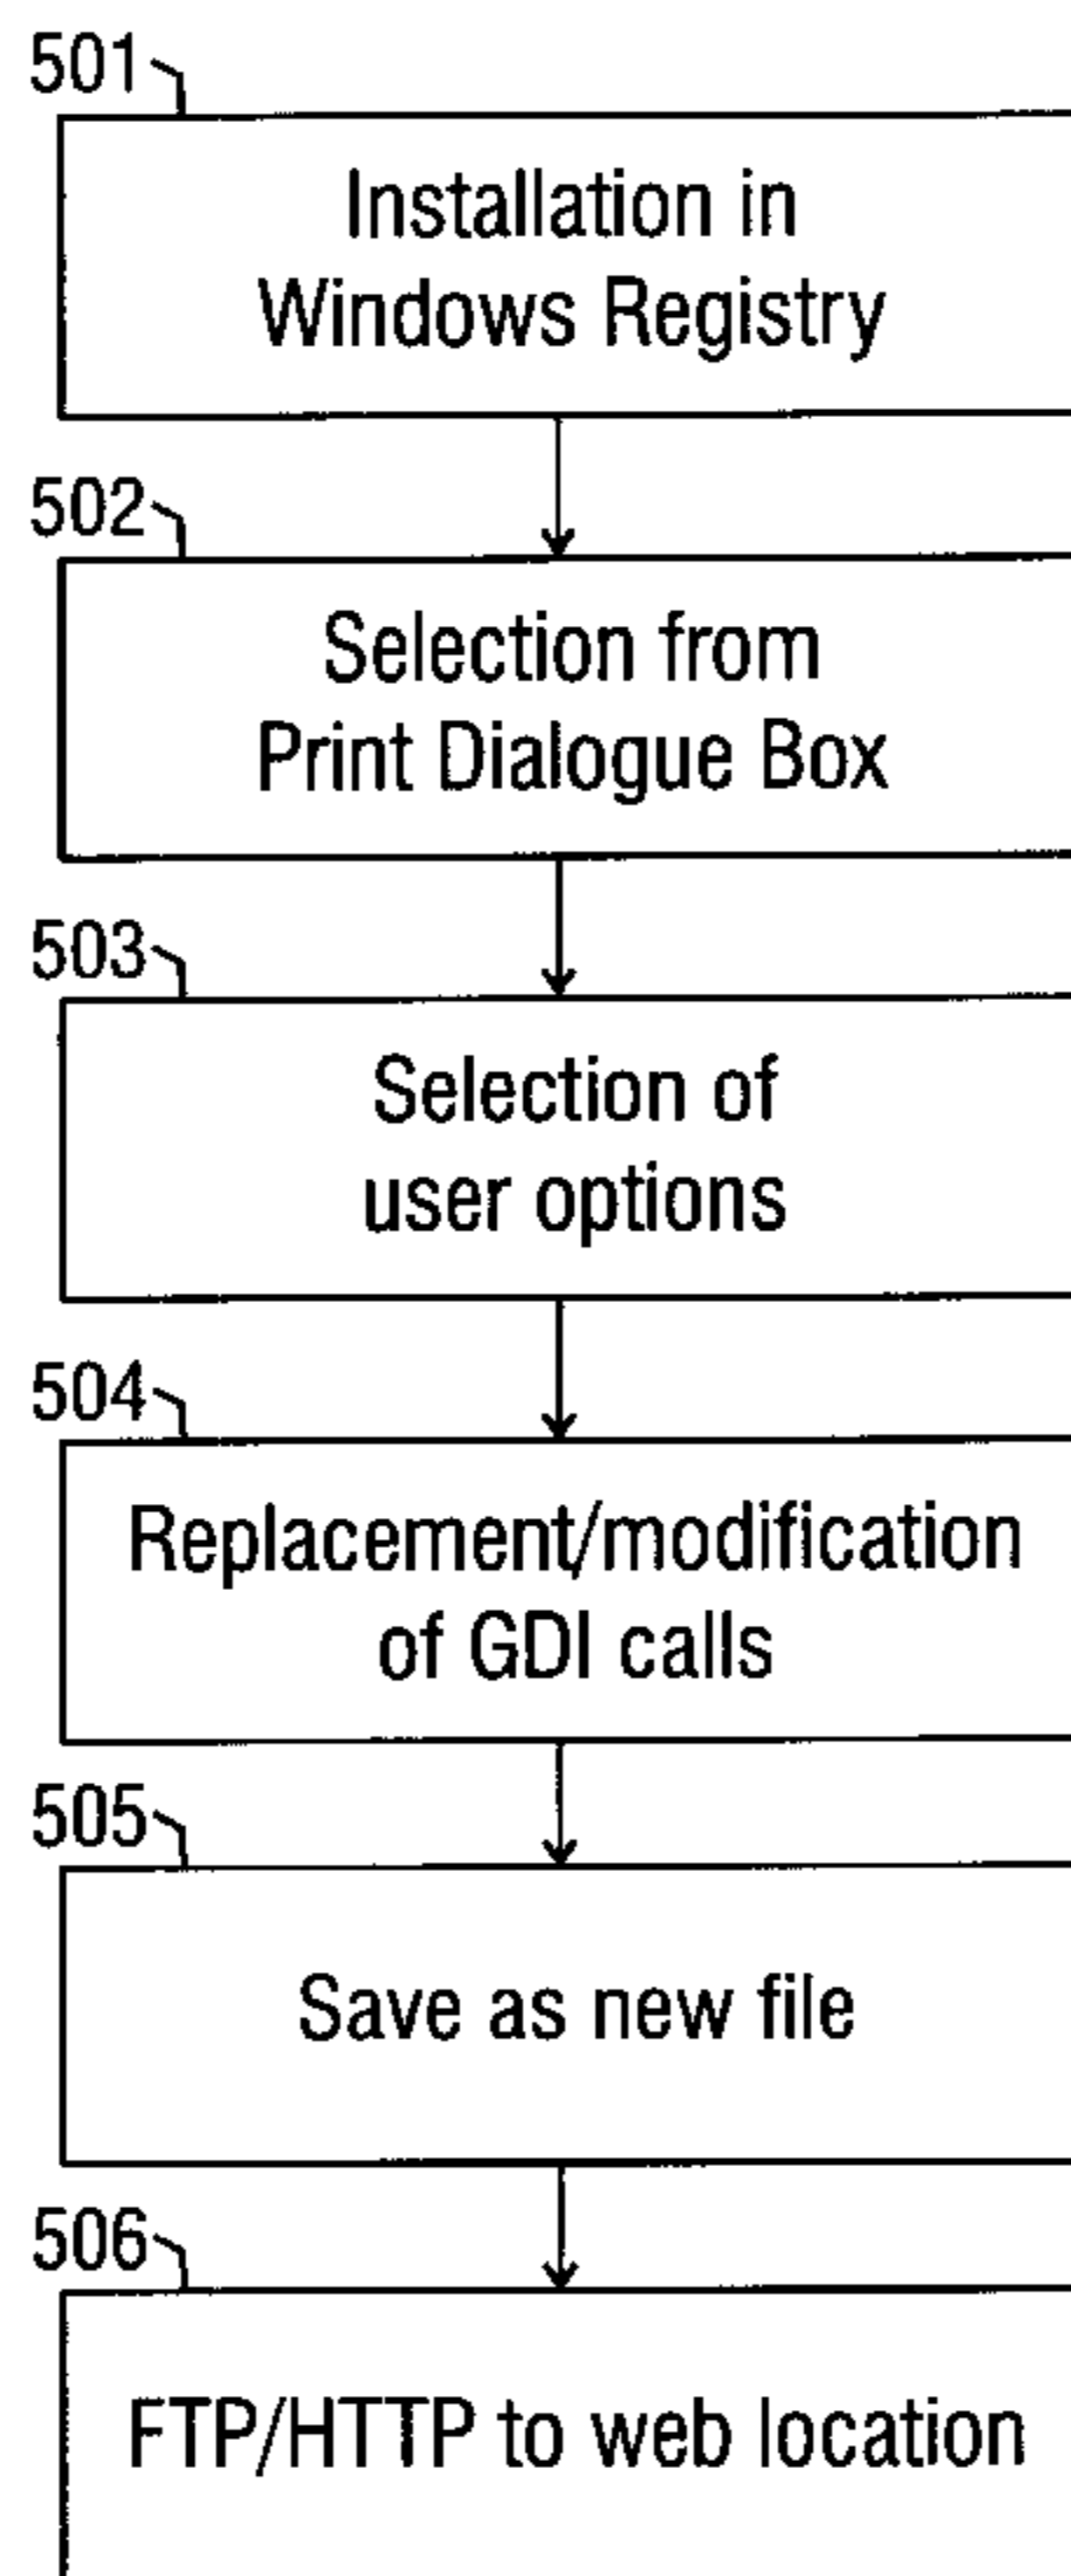 501
Installation in
Windows Registry
502
Selection from
Print Dialogue Box
503
Selection of
user options
504
Replacement/modification
of GDI calls
505
Save as new file
506
FTP/HTTP to web location